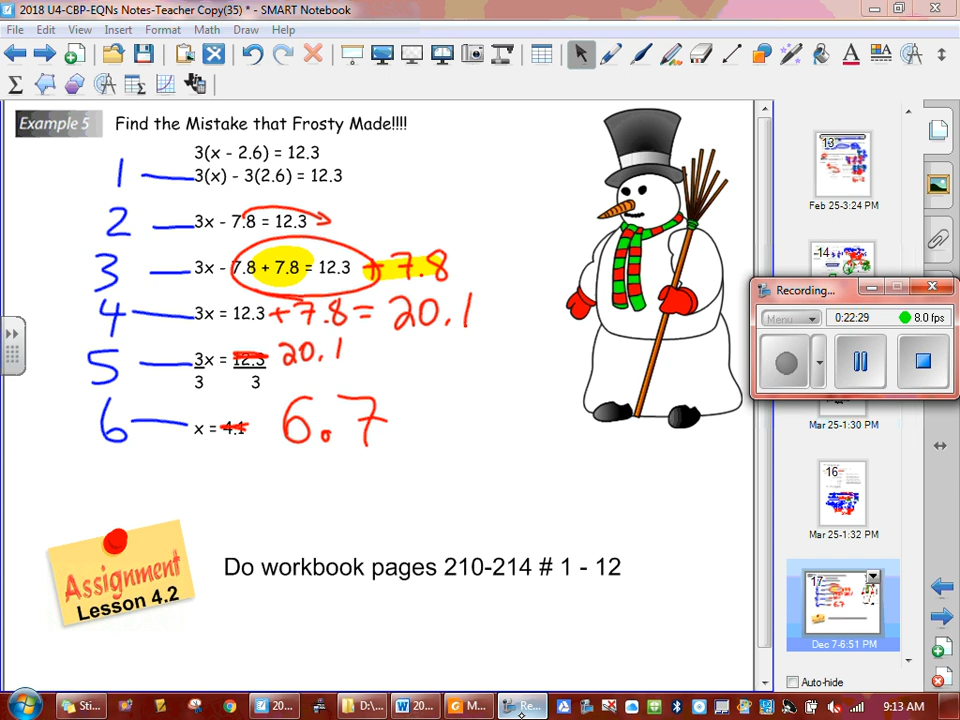 2018 U4-CBP-EQNs Notes-Teacher Copy(35) * - SMART Notebook
File Edit View Insert Format Math Draw Help
Example 5 Find the Mistake that Frosty Made!!!!
3(x - 2.6) = 12.3
1 3(x) - 3(2.6) = 12.3
2 3x - 7.8 = 12.3
3 3x - 7.8 + 7.8 = 12.3 + 7.8
4 3x = 12.3 + 7.8 = 20.1
5 3x = 12.3 20.1
3 3
6 x = 4.1 6.7
Assignment
Lesson 4.2
Do workbook pages 210-214 # 1 - 12
13
Feb 25-3:24 PM
14
Recording...
Menu 0:22:29 8.0 fps
Mar 25-1:30 PM
16
Mar 25-1:32 PM
17
Dec 7-6:51 PM
Auto-hide
Sti... 20... D:\... 20... M... Re... 9:13 AM